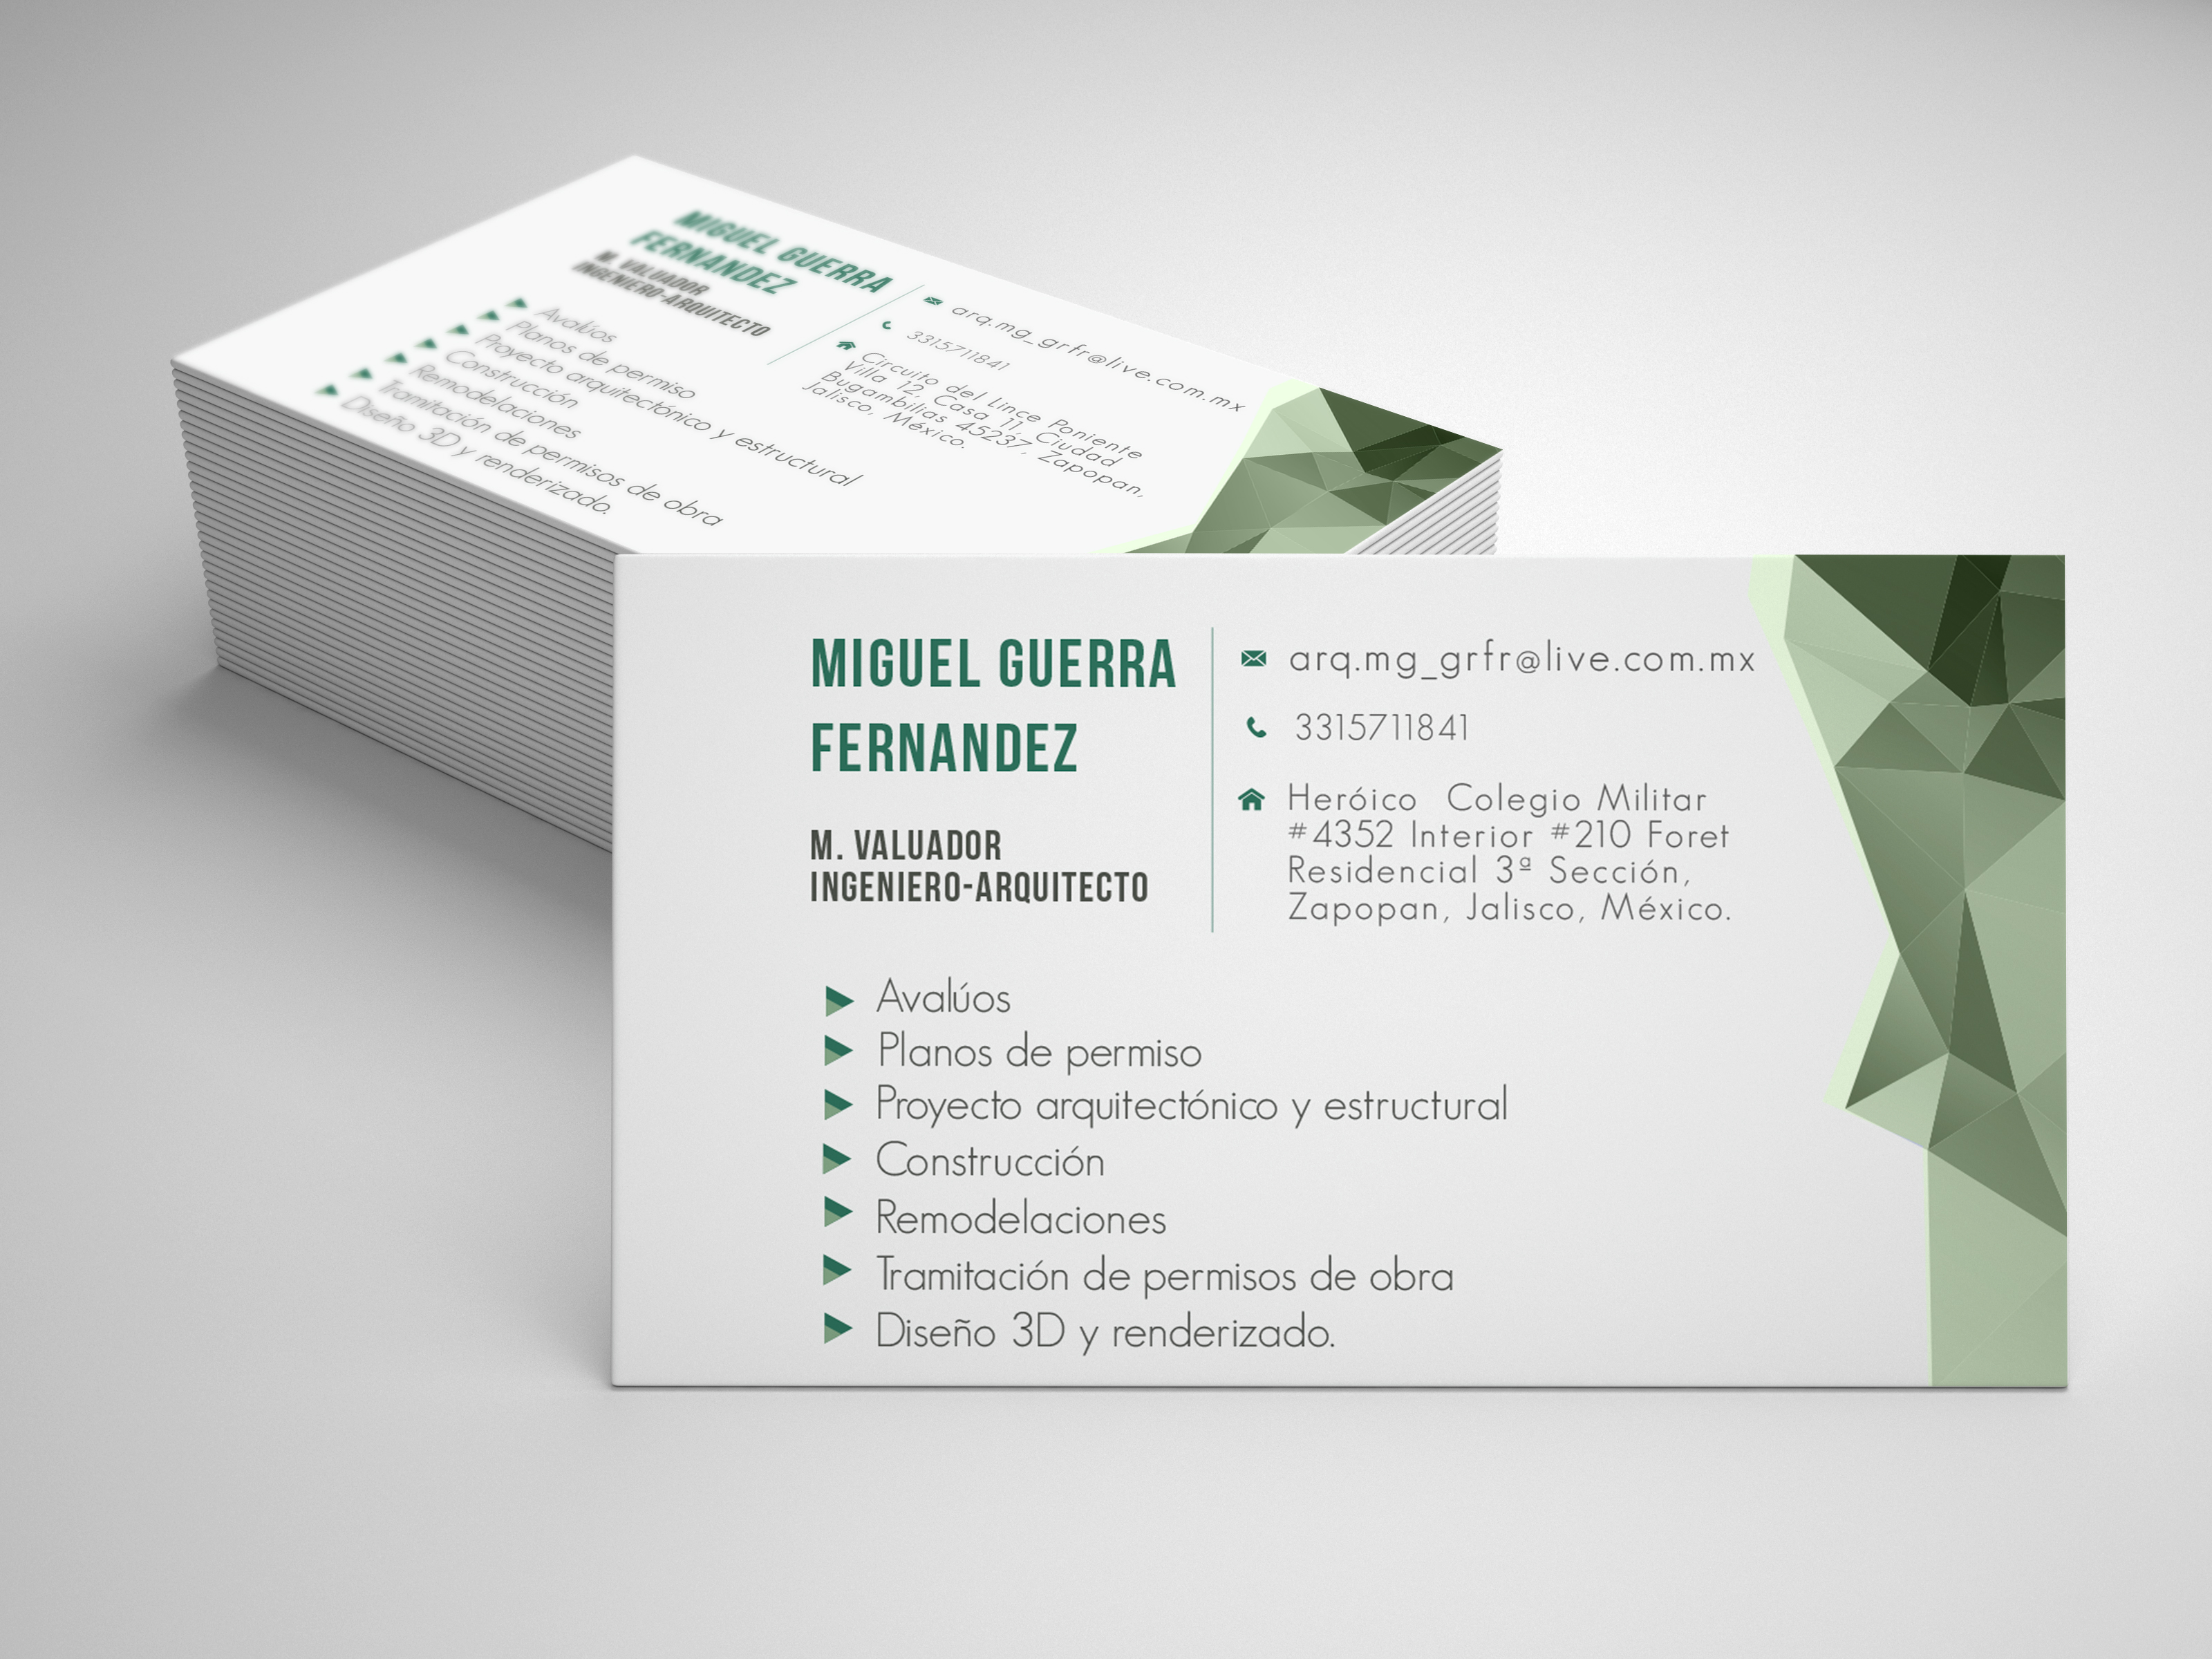 MIGUEL GUERRA
FERNANDEZ
M. VALUADOR
INGENIERO-ARQUITECTO
Avalúos
Planos de permiso
Proyecto arquitectónico y estructural
Construcción
Remodelaciones
Tramitación de permisos de obra
Diseño 3D y renderizado.
arq.mg_grfr@live.com.mx
3315711841
Circuito del Lince Poniente
Villa 12, Casa 11, Ciudad
Bugambilias 45237, Zapopan,
Jalisco, México.
MIGUEL GUERRA
FERNANDEZ
M. VALUADOR
INGENIERO-ARQUITECTO
arq.mg_grfr@live.com.mx
3315711841
Heróico Colegio Militar
#4352 Interior #210 Foret
Residencial 3ª Sección,
Zapopan, Jalisco, México.
Avalúos
Planos de permiso
Proyecto arquitectónico y estructural
Construcción
Remodelaciones
Tramitación de permisos de obra
Diseño 3D y renderizado.